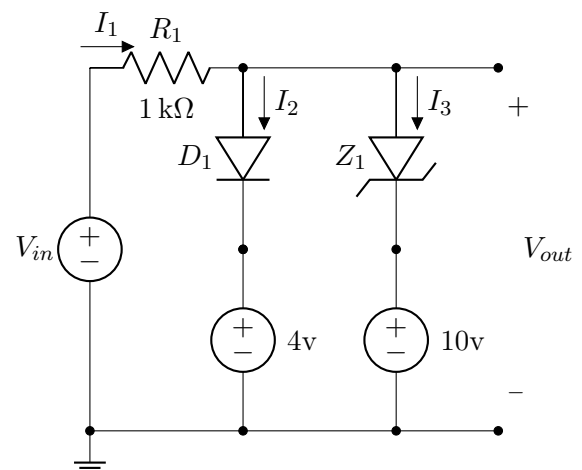 I1
R1
1 kΩ
I2
I3
+
D1
Z1
Vin
+
−
Vout
+
−
4v
+
−
10v
–